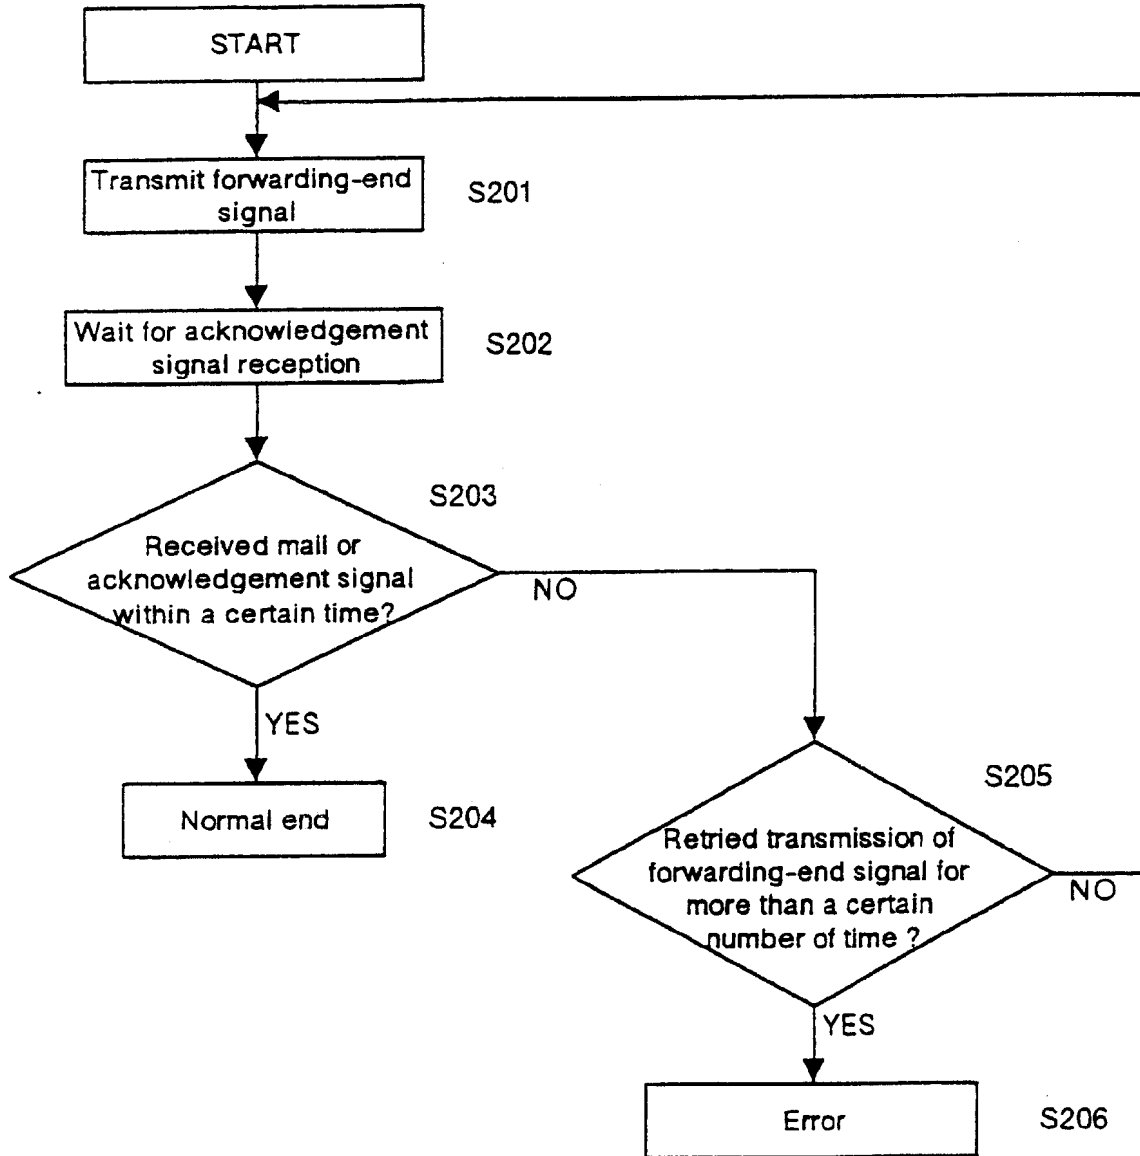 START
Transmit forwarding-end
signal
S201
Wait for acknowledgement
signal reception
S202
S203
Received mail or
acknowledgement signal
within a certain time?
NO
YES
Normal end
S204
S205
Retried transmission of
forwarding-end signal for
more than a certain
number of time ?
NO
YES
Error
S206